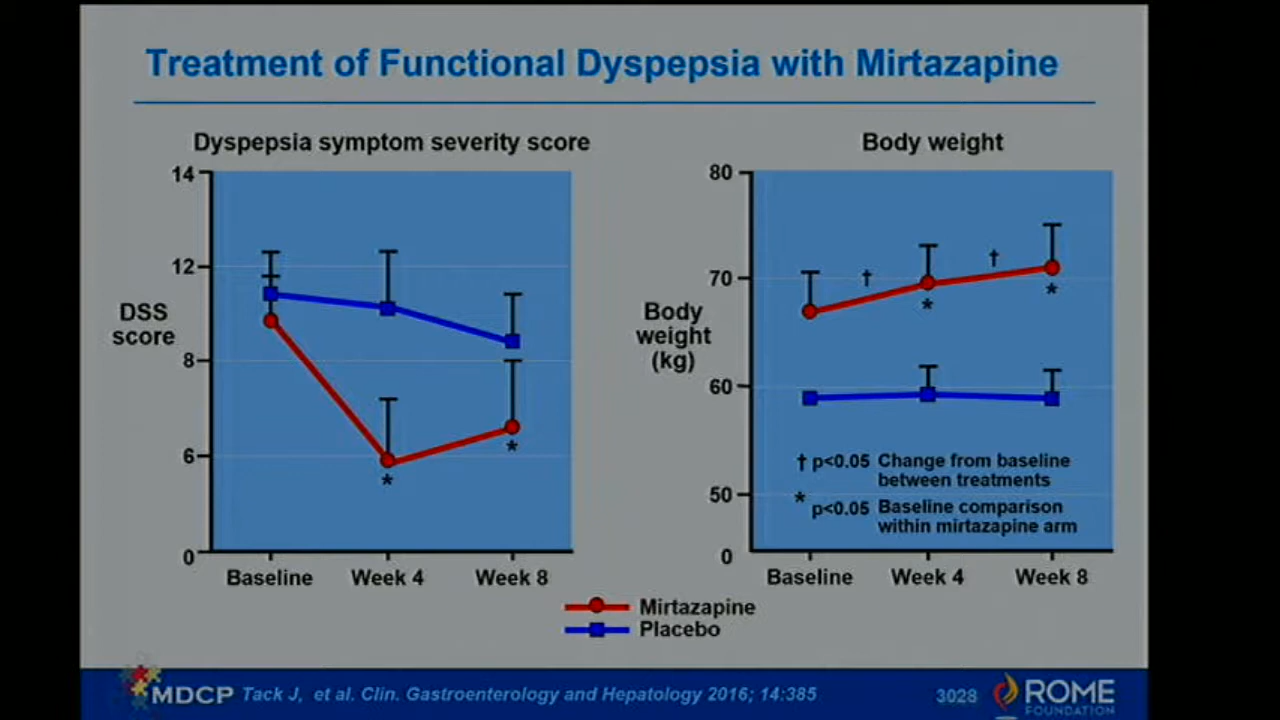 Treatment of Functional Dyspepsia with Mirtazapine
Dyspepsia symptom severity score
14
12
8
6
0
DSS
score
*
*
Baseline
Week 4
Week 8
Body weight
80
70
60
50
0
Body
weight
(kg)
†
†
*
*
† p<0.05 Change from baseline
between treatments
* p<0.05 Baseline comparison
within mirtazapine arm
Baseline
Week 4
Week 8
Mirtazapine
Placebo
MDCP
Tack J, et al. Clin. Gastroenterology and Hepatology 2016; 14:385
3028
ROME
FOUNDATION